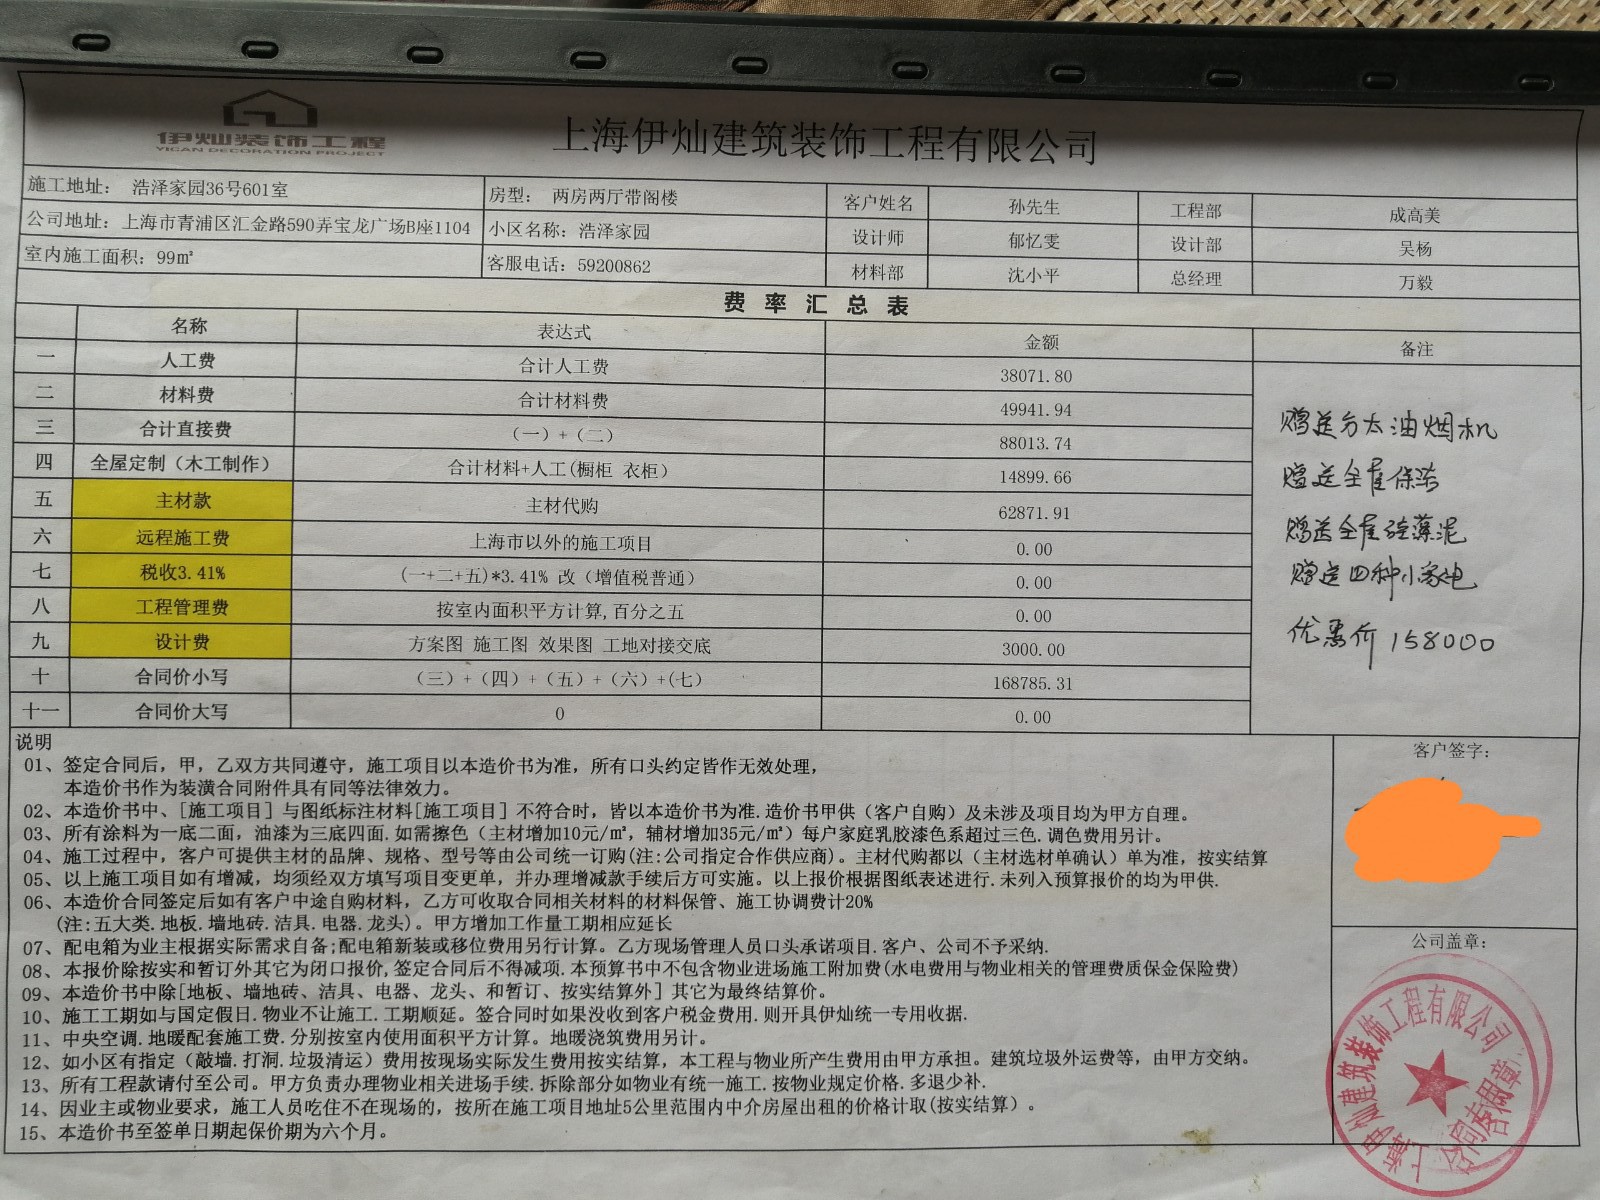 伊灿装饰工程
YICAN DECORATION PROJECT
上海伊灿建筑装饰工程有限公司
施工地址： 浩泽家园36号601室 房型： 两房两厅带阁楼 客户姓名 孙先生 工程部 成高美
公司地址：上海市青浦区汇金路590弄宝龙广场B座1104 小区名称：浩泽家园 设计师 郁忆雯 设计部 吴杨
室内施工面积：99㎡ 客服电话：59200862 材料部 沈小平 总经理 万毅
费 率 汇 总 表
名称 表达式 金额 备注
一 人工费 合计人工费 38071.80
二 材料费 合计材料费 49941.94
三 合计直接费 （一）+（二） 88013.74
四 全屋定制（木工制作） 合计材料+人工(橱柜 衣柜） 14899.66
五 主材款 主材代购 62871.91
六 远程施工费 上海市以外的施工项目 0.00
七 税收3.41% (一+二+五)*3.41% 改（增值税普通） 0.00
八 工程管理费 按室内面积平方计算,百分之五 0.00
九 设计费 方案图 施工图 效果图 工地对接交底 3000.00
十 合同价小写 （三）+（四）+（五）+（六）+(七） 168785.31
十一 合同价大写 0 0.00
赠送方太油烟机
赠送全屋保洁
赠送全屋硅藻泥
赠送四种小家电
优惠价 158000
说明
01、签定合同后，甲，乙双方共同遵守，施工项目以本造价书为准，所有口头约定皆作无效处理，
本造价书作为装潢合同附件具有同等法律效力。
02、本造价书中、[施工项目］与图纸标注材料[施工项目］不符合时，皆以本造价书为准.造价书甲供（客户自购）及未涉及项目均为甲方自理。
03、所有涂料为一底二面，油漆为三底四面.如需擦色（主材增加10元/㎡，辅材增加35元/㎡）每户家庭乳胶漆色系超过三色.调色费用另计。
04、施工过程中，客户可提供主材的品牌、规格、型号等由公司统一订购(注:公司指定合作供应商)。主材代购都以（主材选材单确认）单为准，按实结算
05、以上施工项目如有增减，均须经双方填写项目变更单，并办理增减款手续后方可实施。以上报价根据图纸表述进行.未列入预算报价的均为甲供.
06、本造价合同签定后如有客户中途自购材料，乙方可收取合同相关材料的材料保管、施工协调费计20%
(注:五大类.地板.墙地砖.洁具.电器.龙头)。甲方增加工作量工期相应延长
07、配电箱为业主根据实际需求自备;配电箱新装或移位费用另行计算。乙方现场管理人员口头承诺项目.客户、公司不予采纳.
08、本报价除按实和暂订外其它为闭口报价,签定合同后不得减项.本预算书中不包含物业进场施工附加费(水电费用与物业相关的管理费质保金保险费)
09、本造价书中除[地板、墙地砖、洁具、电器、龙头、和暂订、按实结算外］其它为最终结算价。
10、施工工期如与国定假日.物业不让施工.工期顺延。签合同时如果没收到客户税金费用.则开具伊灿统一专用收据.
11、中央空调.地暖配套施工费.分别按室内使用面积平方计算。地暖浇筑费用另计。
12、如小区有指定（敲墙.打洞.垃圾清运）费用按现场实际发生费用按实结算，本工程与物业所产生费用由甲方承担。建筑垃圾外运费等，由甲方交纳。
13、所有工程款请付至公司。甲方负责办理物业相关进场手续.拆除部分如物业有统一施工.按物业规定价格.多退少补.
14、因业主或物业要求，施工人员吃住不在现场的，按所在施工项目地址5公里范围内中介房屋出租的价格计取(按实结算）。
15、本造价书至签单日期起保价期为六个月。
客户签字：
公司盖章：
上海伊灿建筑装饰工程有限公司
合同专用章